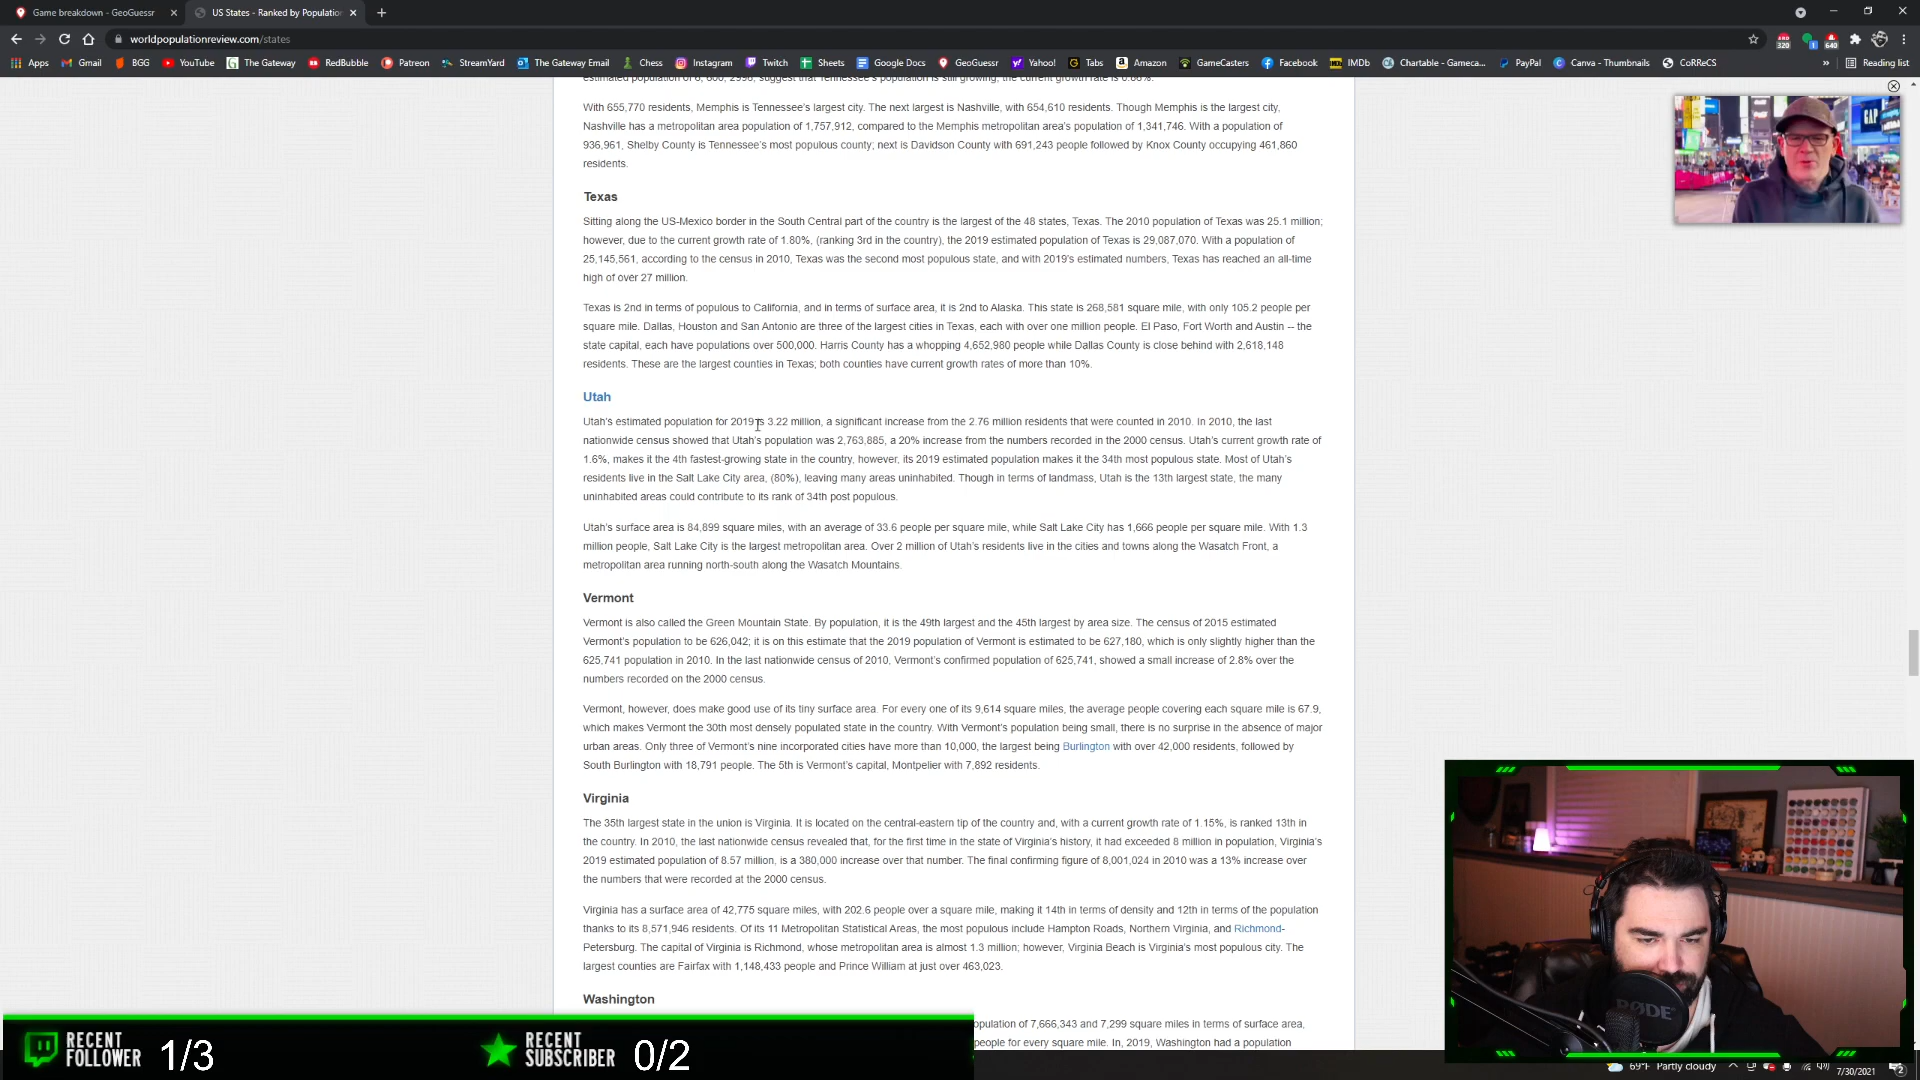 Game breakdown - GeoGuessr
US States - Ranked by Population
worldpopulationreview.com/states
Apps Gmail BGG YouTube The Gateway RedBubble Patreon StreamYard The Gateway Email Chess Instagram Twitch Sheets Google Docs GeoGuessr Yahoo! Tabs Amazon GameCasters Facebook IMDb Chartable - Gameca... PayPal Canva - Thumbnails CoRReCS » Reading list
320
640
estimated population of 6, 600, 2996, suggest that Tennessee's population is still growing; the current growth rate is 0.86%.
With 655,770 residents, Memphis is Tennessee's largest city. The next largest is Nashville, with 654,610 residents. Though Memphis is the largest city,
Nashville has a metropolitan area population of 1,757,912, compared to the Memphis metropolitan area's population of 1,341,746. With a population of
936,961, Shelby County is Tennessee's most populous county; next is Davidson County with 691,243 people followed by Knox County occupying 461,860
residents.
Texas
Sitting along the US-Mexico border in the South Central part of the country is the largest of the 48 states, Texas. The 2010 population of Texas was 25.1 million;
however, due to the current growth rate of 1.80%, (ranking 3rd in the country), the 2019 estimated population of Texas is 29,087,070. With a population of
25,145,561, according to the census in 2010, Texas was the second most populous state, and with 2019's estimated numbers, Texas has reached an all-time
high of over 27 million.
Texas is 2nd in terms of populous to California, and in terms of surface area, it is 2nd to Alaska. This state is 268,581 square mile, with only 105.2 people per
square mile. Dallas, Houston and San Antonio are three of the largest cities in Texas, each with over one million people. El Paso, Fort Worth and Austin -- the
state capital, each have populations over 500,000. Harris County has a whopping 4,652,980 people while Dallas County is close behind with 2,618,148
residents. These are the largest counties in Texas; both counties have current growth rates of more than 10%.
Utah
Utah's estimated population for 2019 is 3.22 million, a significant increase from the 2.76 million residents that were counted in 2010. In 2010, the last
nationwide census showed that Utah's population was 2,763,885, a 20% increase from the numbers recorded in the 2000 census. Utah's current growth rate of
1.6%, makes it the 4th fastest-growing state in the country, however, its 2019 estimated population makes it the 34th most populous state. Most of Utah's
residents live in the Salt Lake City area, (80%), leaving many areas uninhabited. Though in terms of landmass, Utah is the 13th largest state, the many
uninhabited areas could contribute to its rank of 34th post populous.
Utah's surface area is 84,899 square miles, with an average of 33.6 people per square mile, while Salt Lake City has 1,666 people per square mile. With 1.3
million people, Salt Lake City is the largest metropolitan area. Over 2 million of Utah's residents live in the cities and towns along the Wasatch Front, a
metropolitan area running north-south along the Wasatch Mountains.
Vermont
Vermont is also called the Green Mountain State. By population, it is the 49th largest and the 45th largest by area size. The census of 2015 estimated
Vermont's population to be 626,042; it is on this estimate that the 2019 population of Vermont is estimated to be 627,180, which is only slightly higher than the
625,741 population in 2010. In the last nationwide census of 2010, Vermont's confirmed population of 625,741, showed a small increase of 2.8% over the
numbers recorded on the 2000 census.
Vermont, however, does make good use of its tiny surface area. For every one of its 9,614 square miles, the average people covering each square mile is 67.9,
which makes Vermont the 30th most densely populated state in the country. With Vermont's population being small, there is no surprise in the absence of major
urban areas. Only three of Vermont's nine incorporated cities have more than 10,000, the largest being Burlington with over 42,000 residents, followed by
South Burlington with 18,791 people. The 5th is Vermont's capital, Montpelier with 7,892 residents.
Virginia
The 35th largest state in the union is Virginia. It is located on the central-eastern tip of the country and, with a current growth rate of 1.15%, is ranked 13th in
the country. In 2010, the last nationwide census revealed that, for the first time in the state of Virginia's history, it had exceeded 8 million in population, Virginia's
2019 estimated population of 8.57 million, is a 380,000 increase over that number. The final confirming figure of 8,001,024 in 2010 was a 13% increase over
the numbers that were recorded at the 2000 census.
Virginia has a surface area of 42,775 square miles, with 202.6 people over a square mile, making it 14th in terms of density and 12th in terms of the population
thanks to its 8,571,946 residents. Of its 11 Metropolitan Statistical Areas, the most populous include Hampton Roads, Northern Virginia, and Richmond-
Petersburg. The capital of Virginia is Richmond, whose metropolitan area is almost 1.3 million; however, Virginia Beach is Virginia's most populous city. The
largest counties are Fairfax with 1,148,433 people and Prince William at just over 463,023.
Washington
opulation of 7,666,343 and 7,299 square miles in terms of surface area,
people for every square mile. In, 2019, Washington had a population
GAP
RØDE
RECENT FOLLOWER 1/3
RECENT SUBSCRIBER 0/2
69°F Partly cloudy
7/30/2021
2